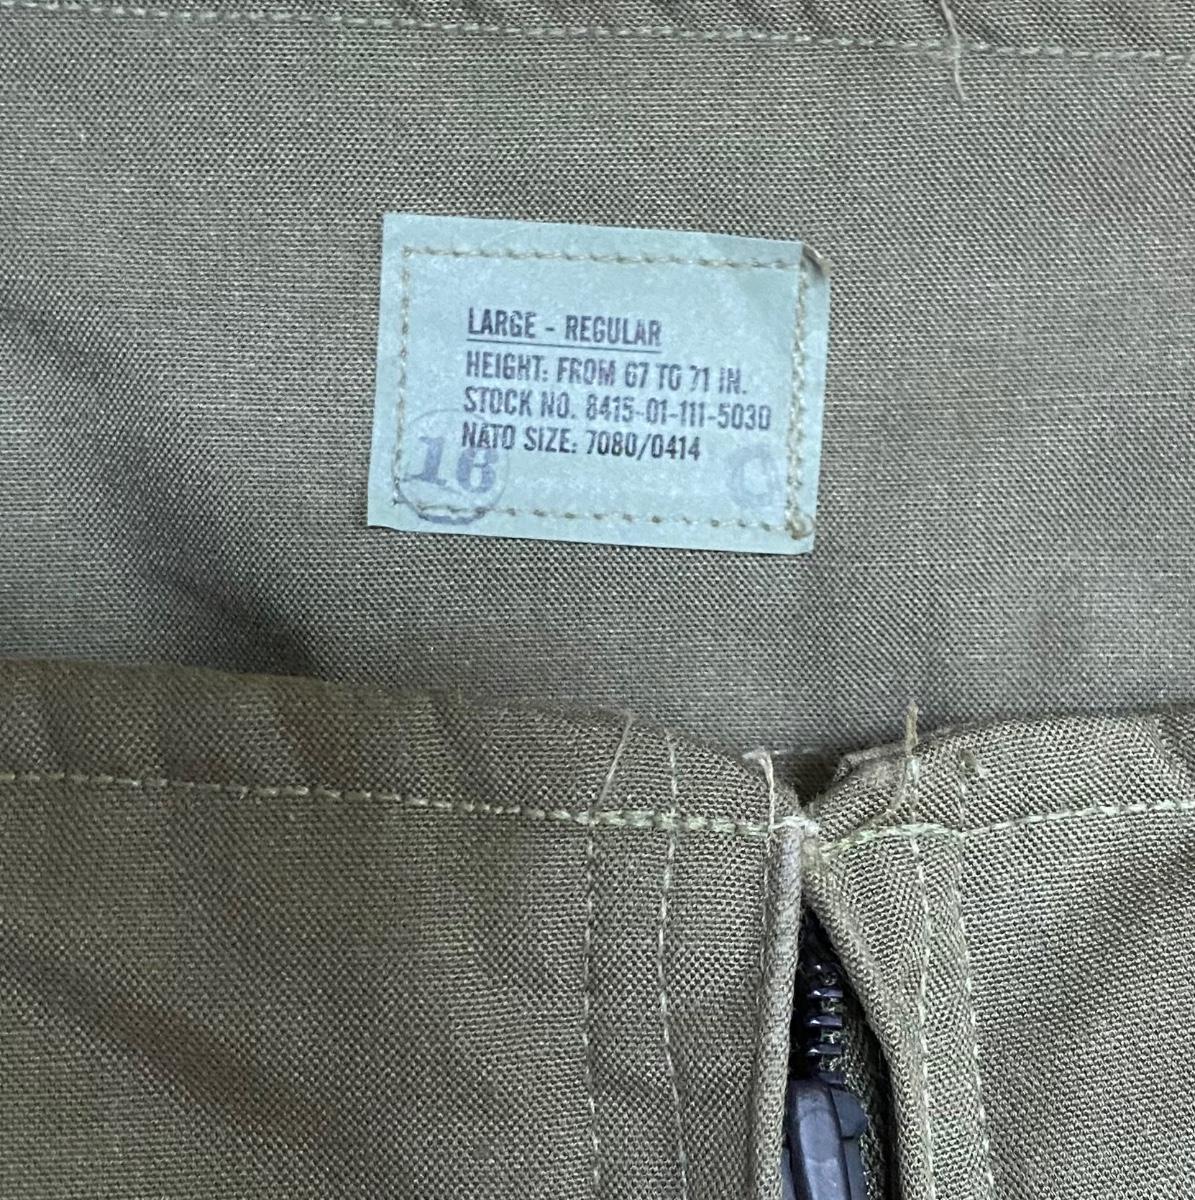 LARGE - REGULAR
HEIGHT: FROM 67 TO 71 IN.
STOCK NO. 8415-01-111-5030
NATO SIZE: 7080/0414
16
C